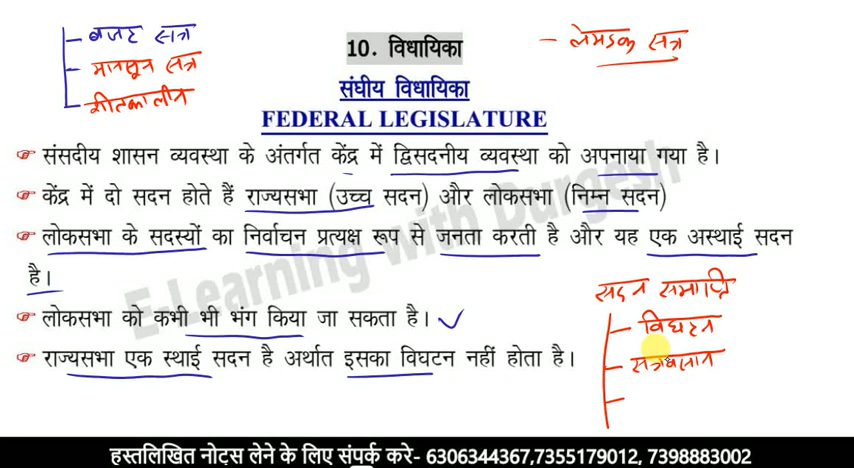 बजट सत्र
मानसून सत्र
शीतकालीन
10. विधायिका
– लेमडक सत्र
संघीय विधायिका
FEDERAL LEGISLATURE
☞ संसदीय शासन व्यवस्था के अंतर्गत केंद्र में द्विसदनीय व्यवस्था को अपनाया गया है।
☞ केंद्र में दो सदन होते हैं राज्यसभा (उच्च सदन) और लोकसभा (निम्न सदन)
☞ लोकसभा के सदस्यों का निर्वाचन प्रत्यक्ष रूप से जनता करती है और यह एक अस्थाई सदन
है।
☞ लोकसभा को कभी भी भंग किया जा सकता है।
☞ राज्यसभा एक स्थाई सदन है अर्थात इसका विघटन नहीं होता है।
सदन समाप्ति
विघटन
सत्रावसान
E-Learning with Durgesh
हस्तलिखित नोट्स लेने के लिए संपर्क करे- 6306344367,7355179012, 7398883002